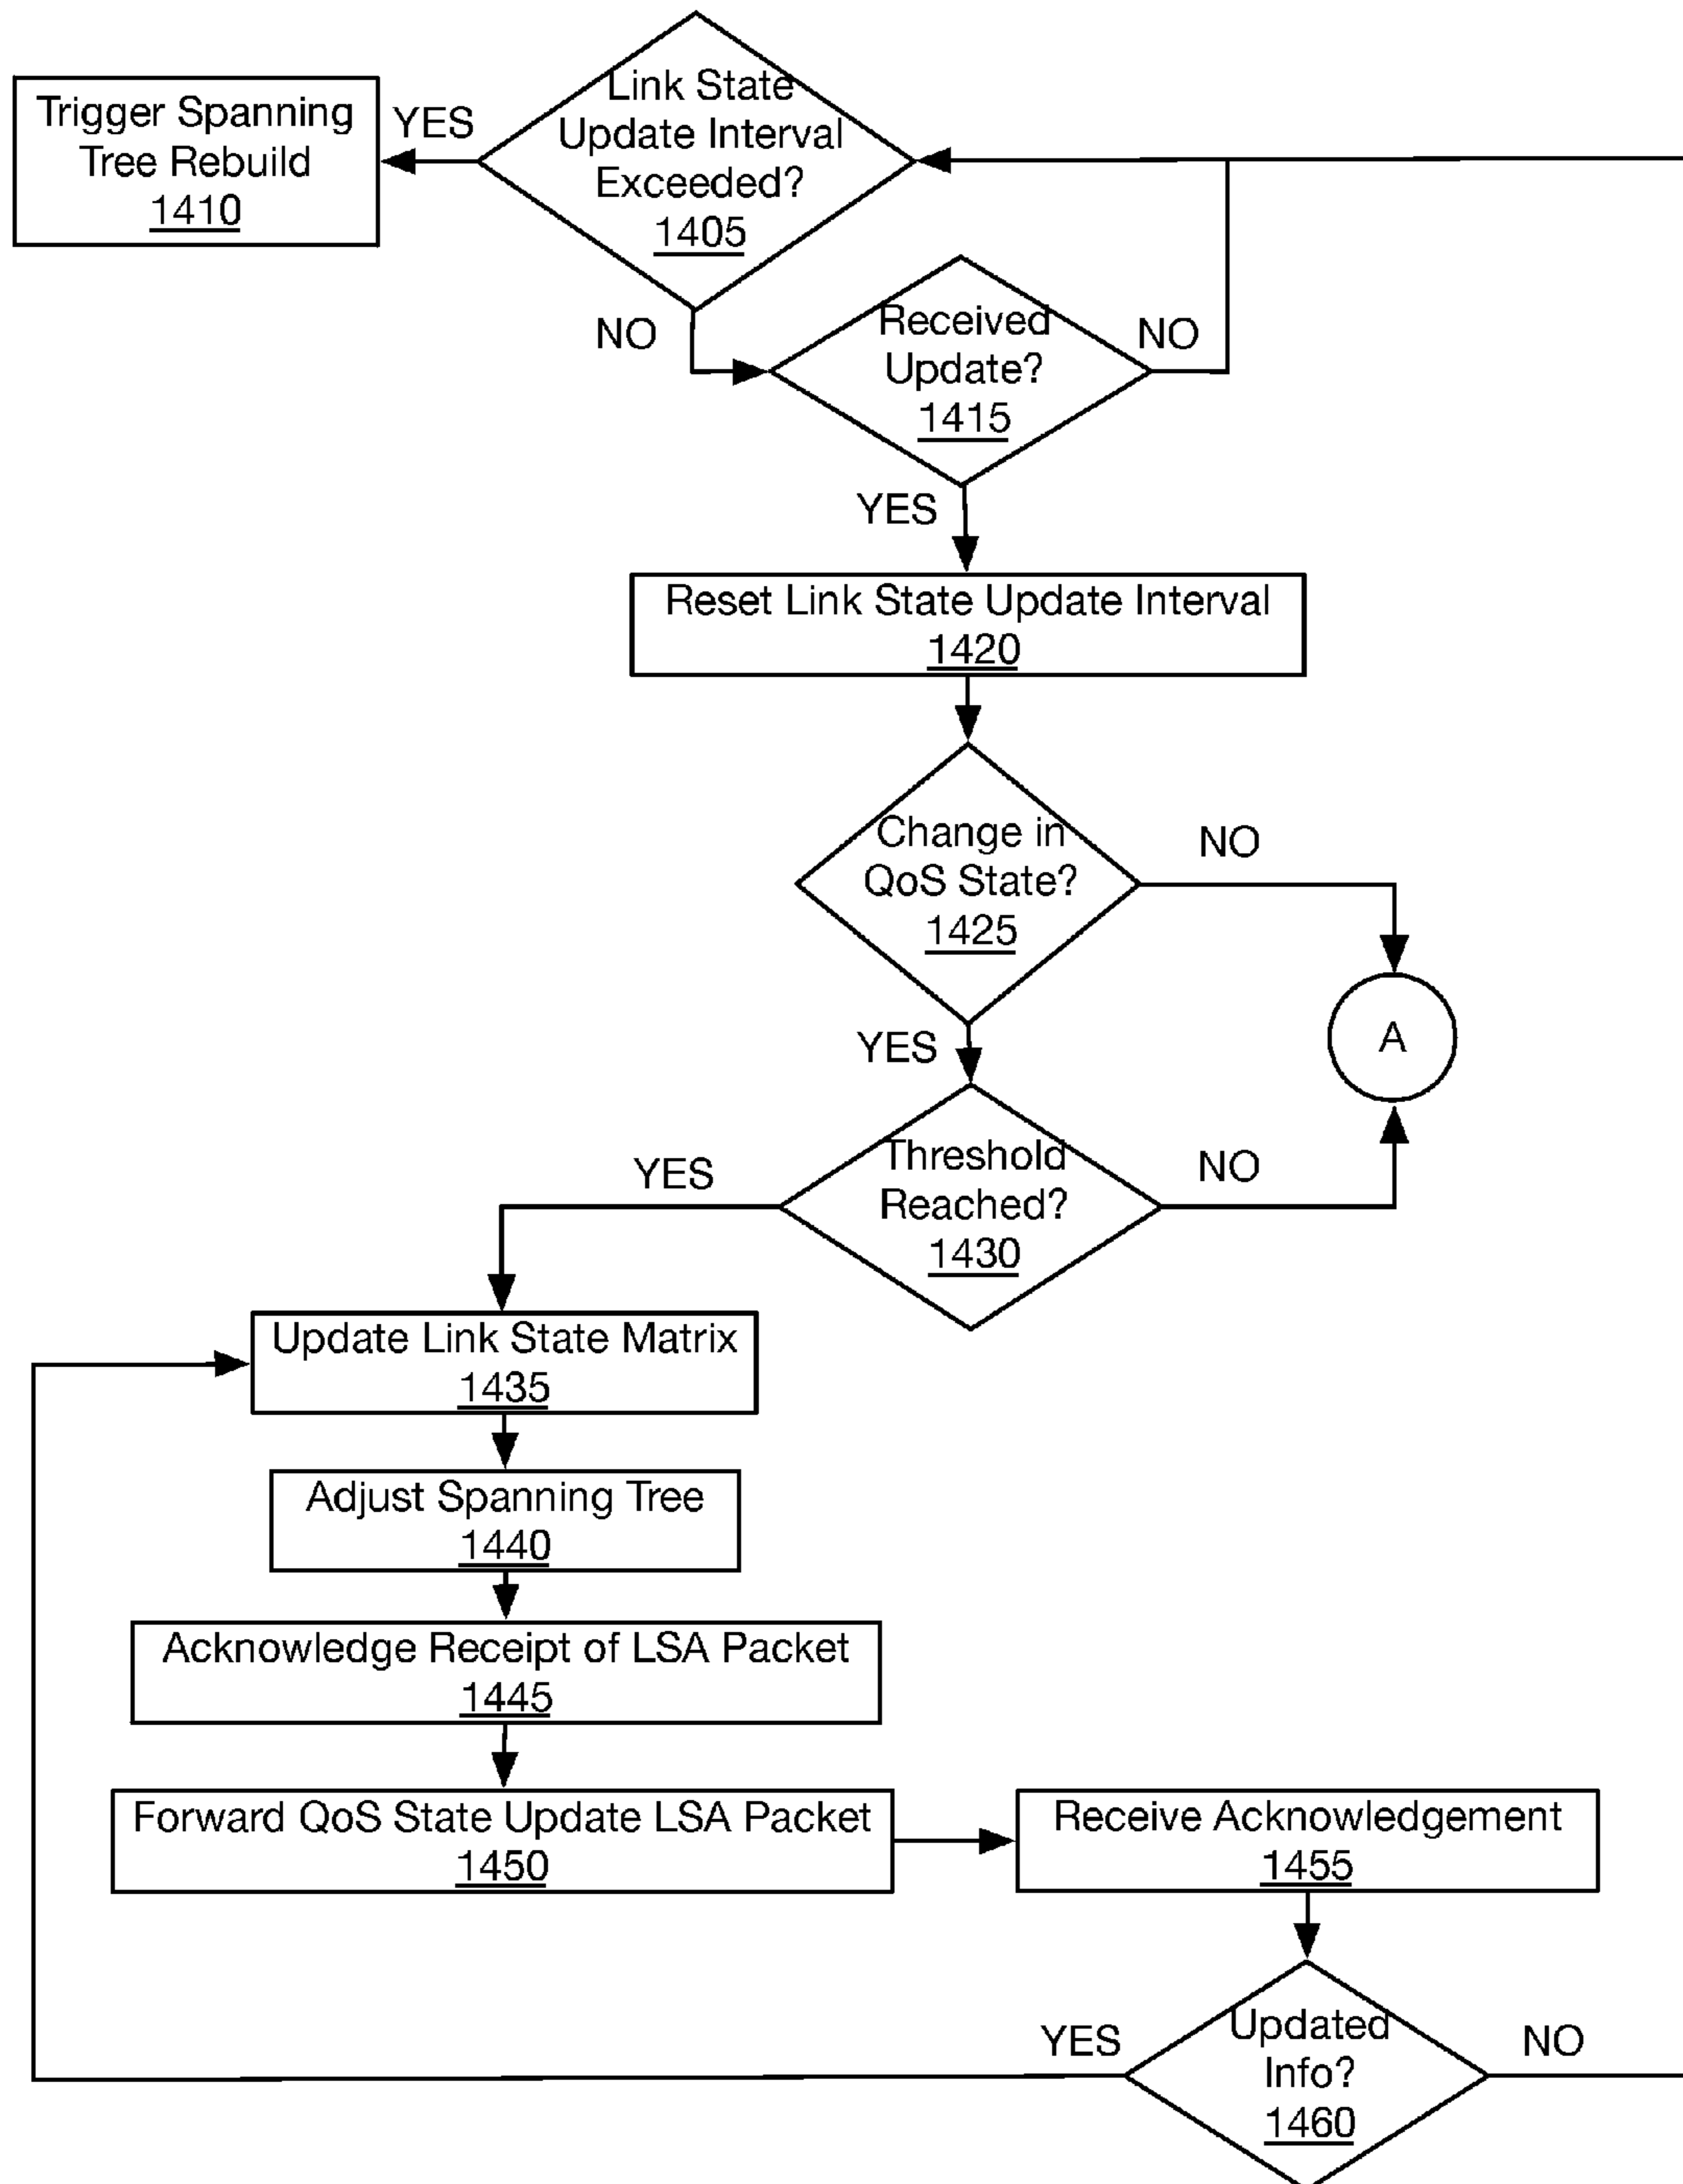 Link State
Update Interval
Exceeded?
1405
YES
Trigger Spanning
Tree Rebuild
1410
NO
Received
Update?
1415
NO
YES
Reset Link State Update Interval
1420
Change in
QoS State?
1425
NO
YES
A
Threshold
Reached?
1430
YES
NO
Update Link State Matrix
1435
Adjust Spanning Tree
1440
Acknowledge Receipt of LSA Packet
1445
Forward QoS State Update LSA Packet
1450
Receive Acknowledgement
1455
Updated
Info?
1460
YES
NO